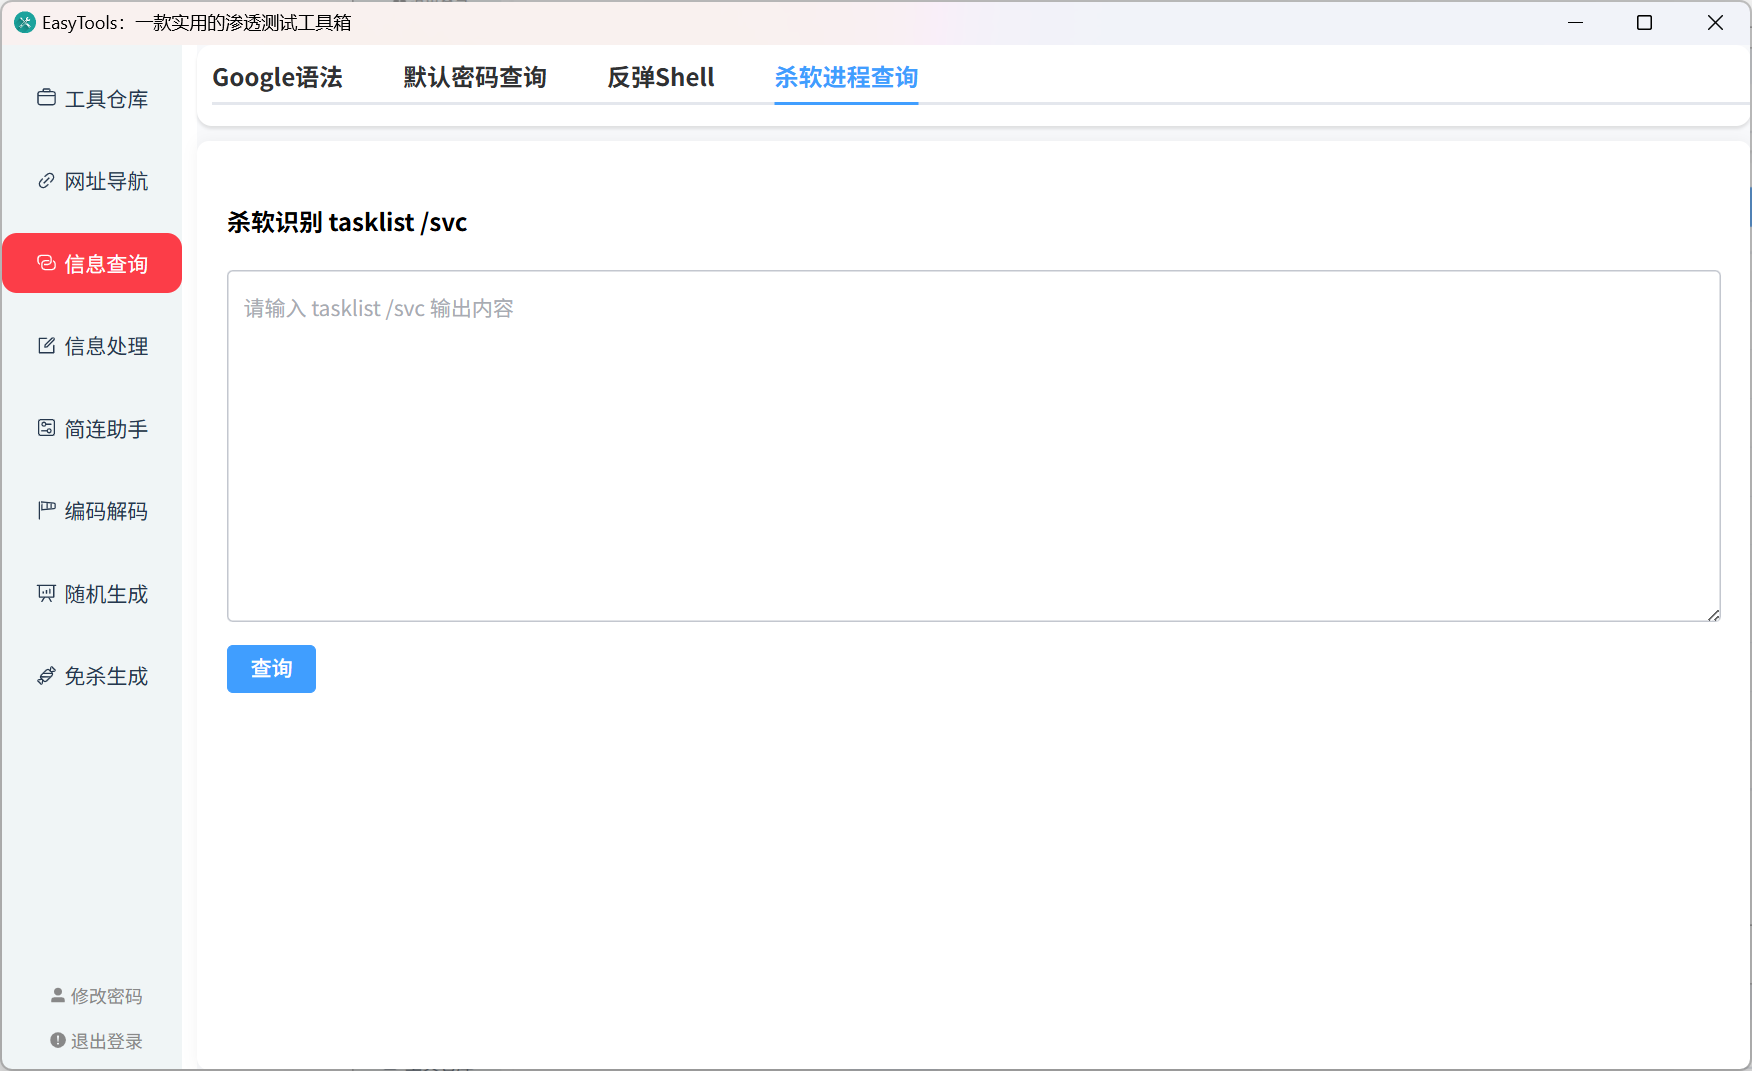 EasyTools：一款实用的渗透测试工具箱
工具仓库
网址导航
信息查询
信息处理
简连助手
编码解码
随机生成
免杀生成
修改密码
退出登录
Google语法 默认密码查询 反弹Shell 杀软进程查询
杀软识别 tasklist /svc
请输入 tasklist /svc 输出内容
查询